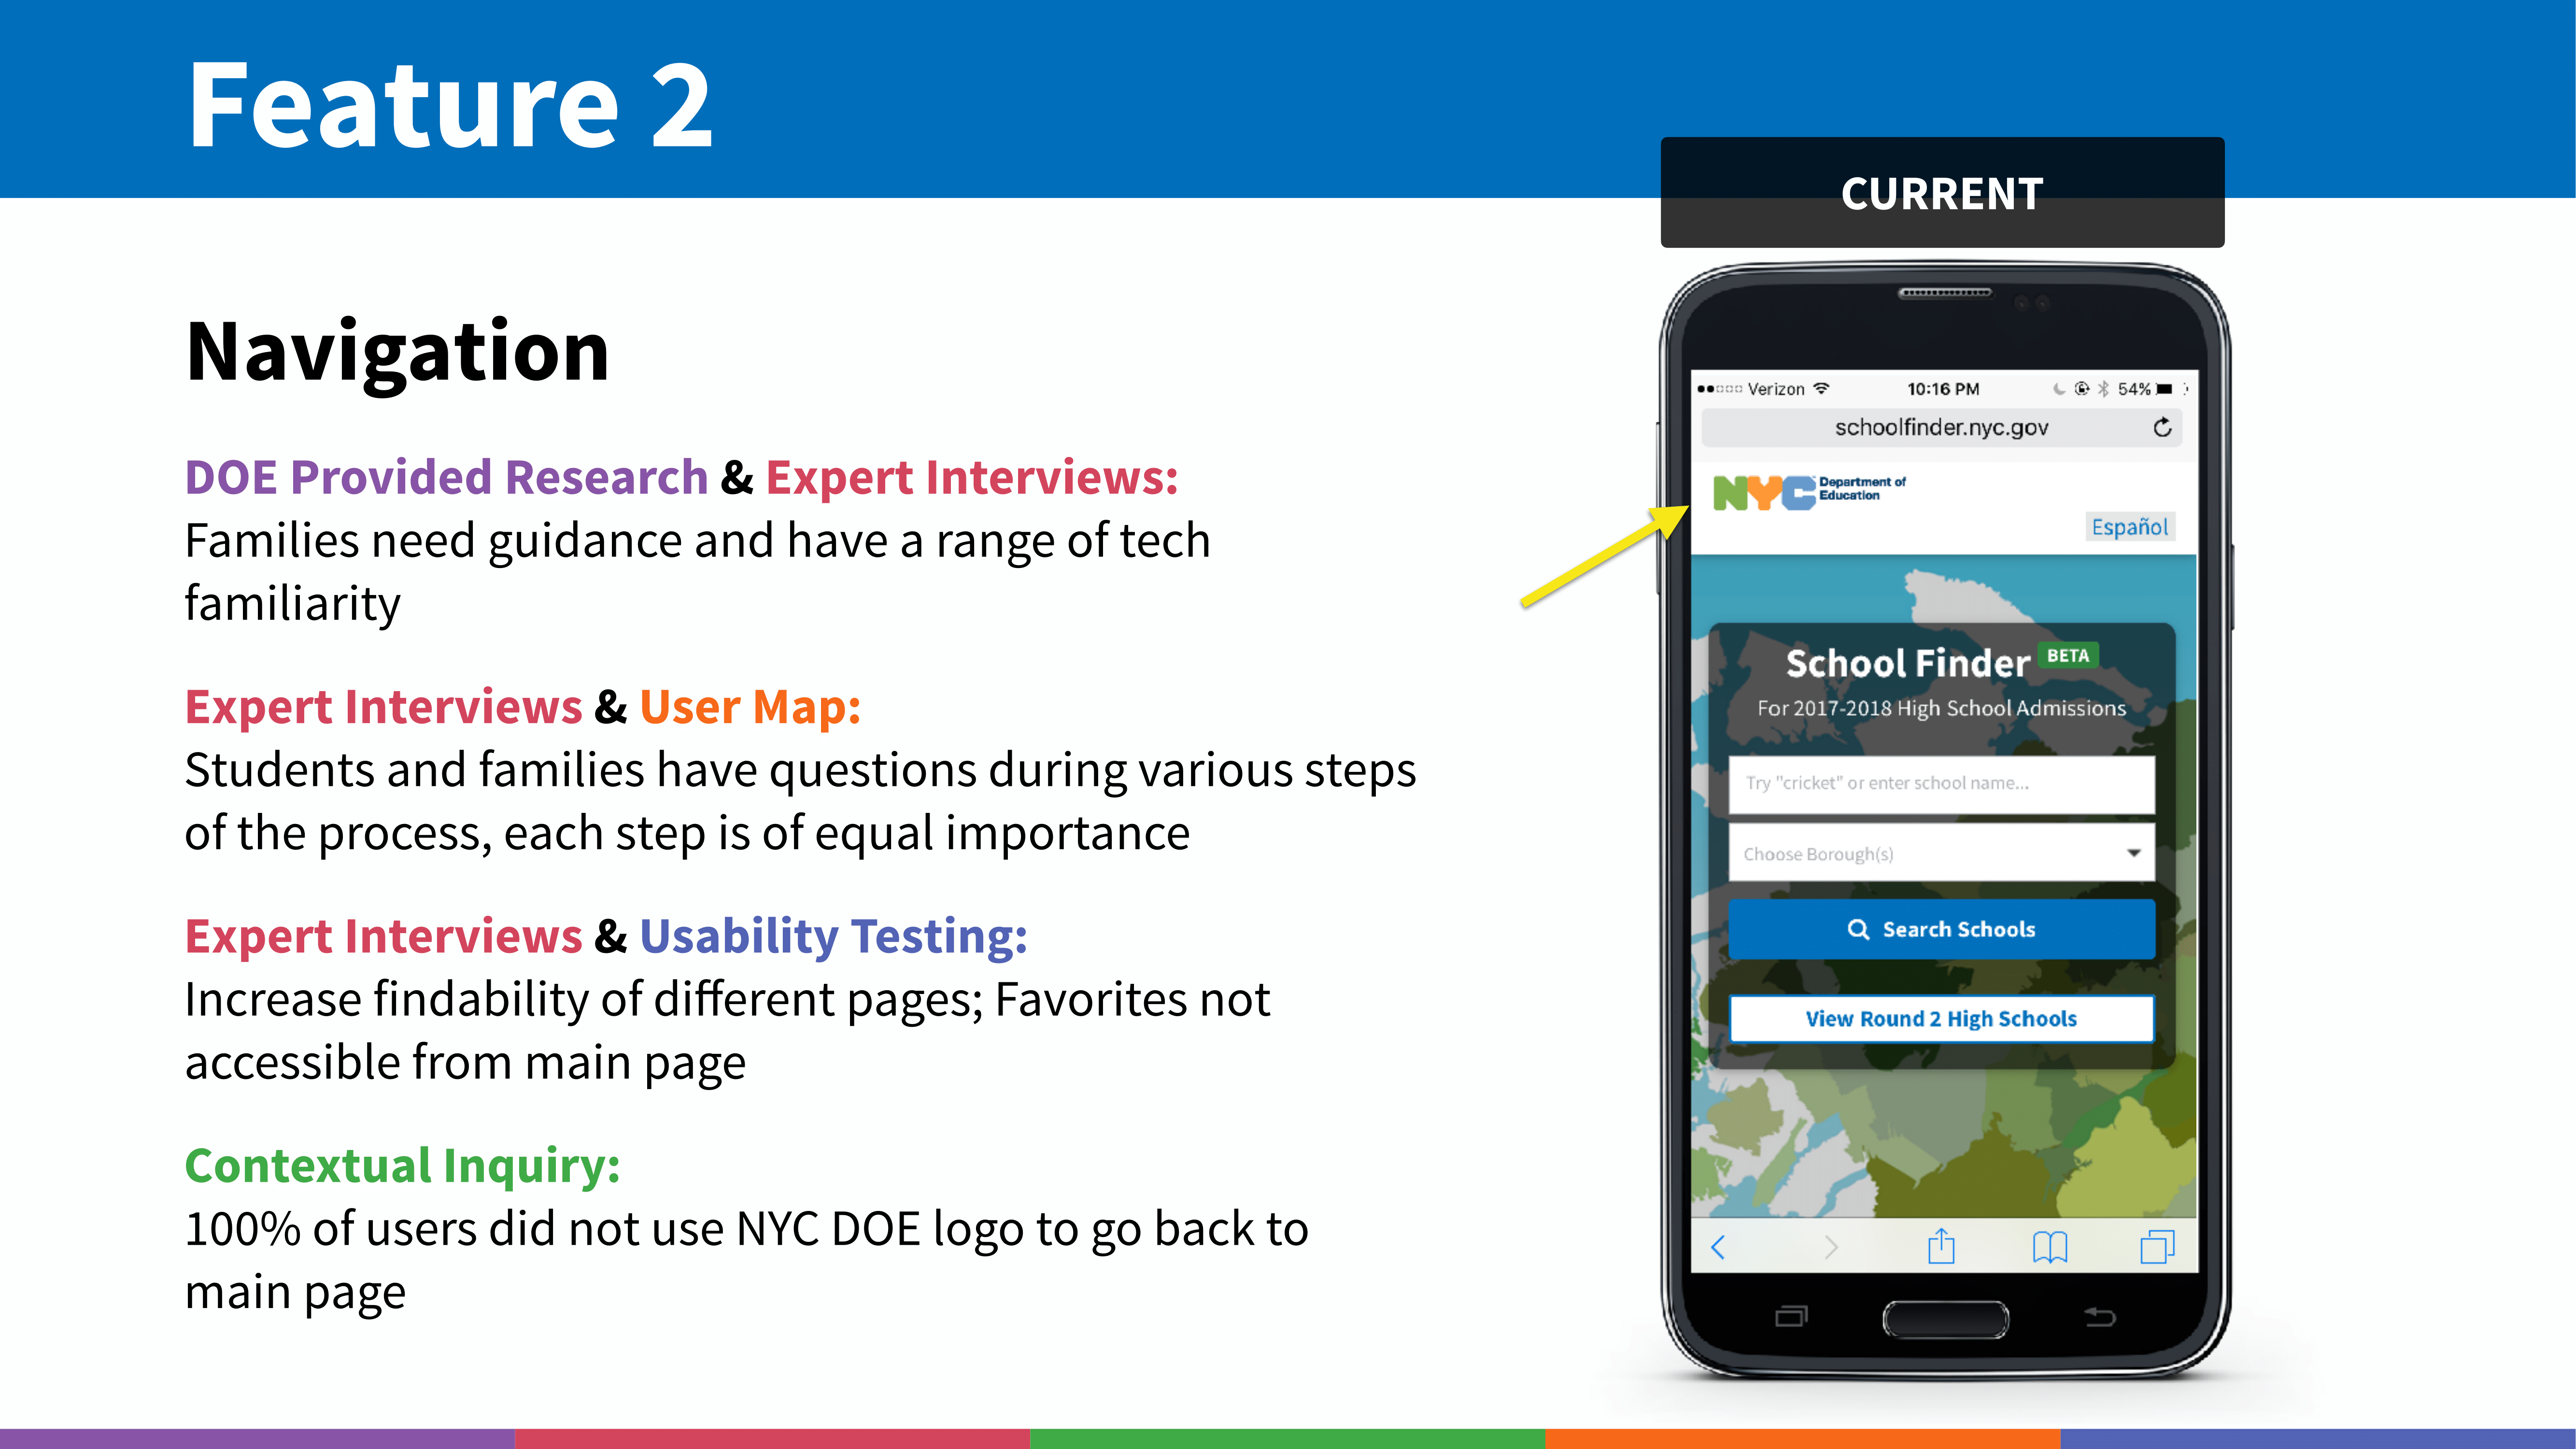 Feature 2
CURRENT
Navigation
DOE Provided Research & Expert Interviews:
Families need guidance and have a range of tech
familiarity
Expert Interviews & User Map:
Students and families have questions during various steps
of the process, each step is of equal importance
Expert Interviews & Usability Testing:
Increase findability of different pages; Favorites not
accessible from main page
Contextual Inquiry:
100% of users did not use NYC DOE logo to go back to
main page
Verizon 10:16 PM 54%
schoolfinder.nyc.gov
NYC Department of
Education
Español
School Finder BETA
For 2017-2018 High School Admissions
Try "cricket" or enter school name...
Choose Borough(s)
Search Schools
View Round 2 High Schools